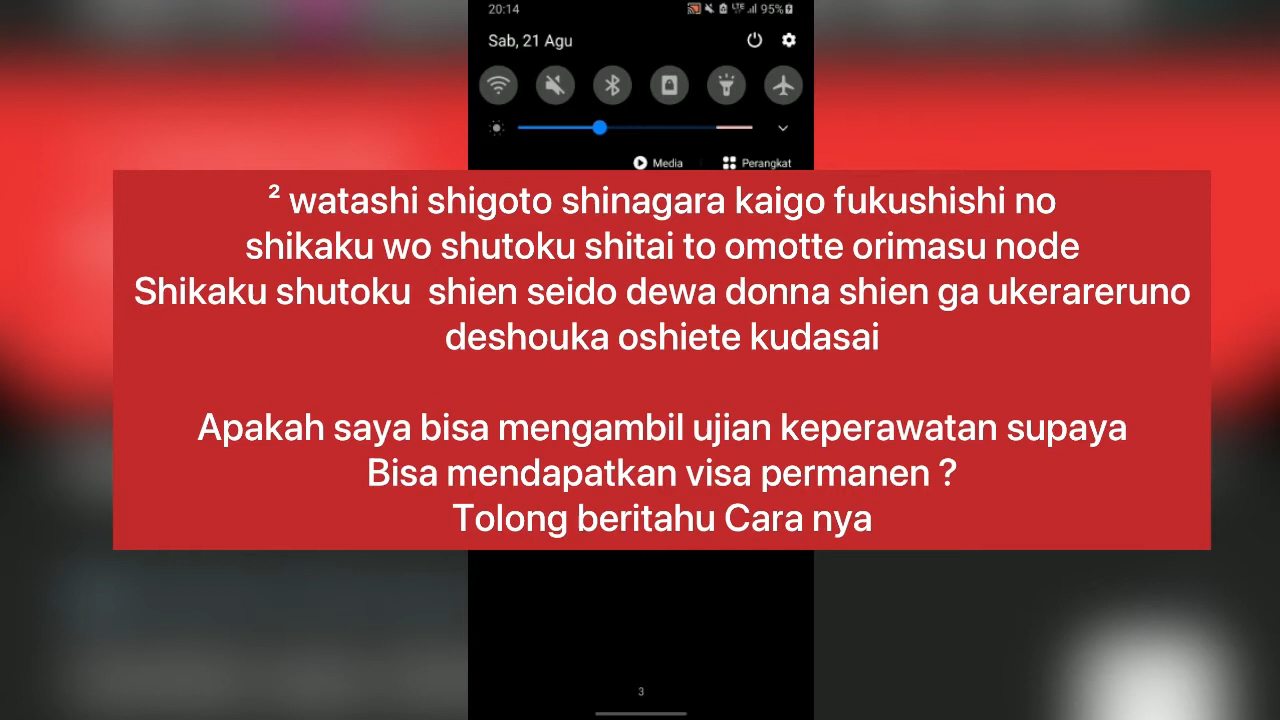 20:14
LTE
95%
Sab, 21 Agu
Media
Perangkat
² watashi shigoto shinagara kaigo fukushishi no
shikaku wo shutoku shitai to omotte orimasu node
Shikaku shutoku shien seido dewa donna shien ga ukerareruno
deshouka oshiete kudasai
Apakah saya bisa mengambil ujian keperawatan supaya
Bisa mendapatkan visa permanen ?
Tolong beritahu Cara nya
3